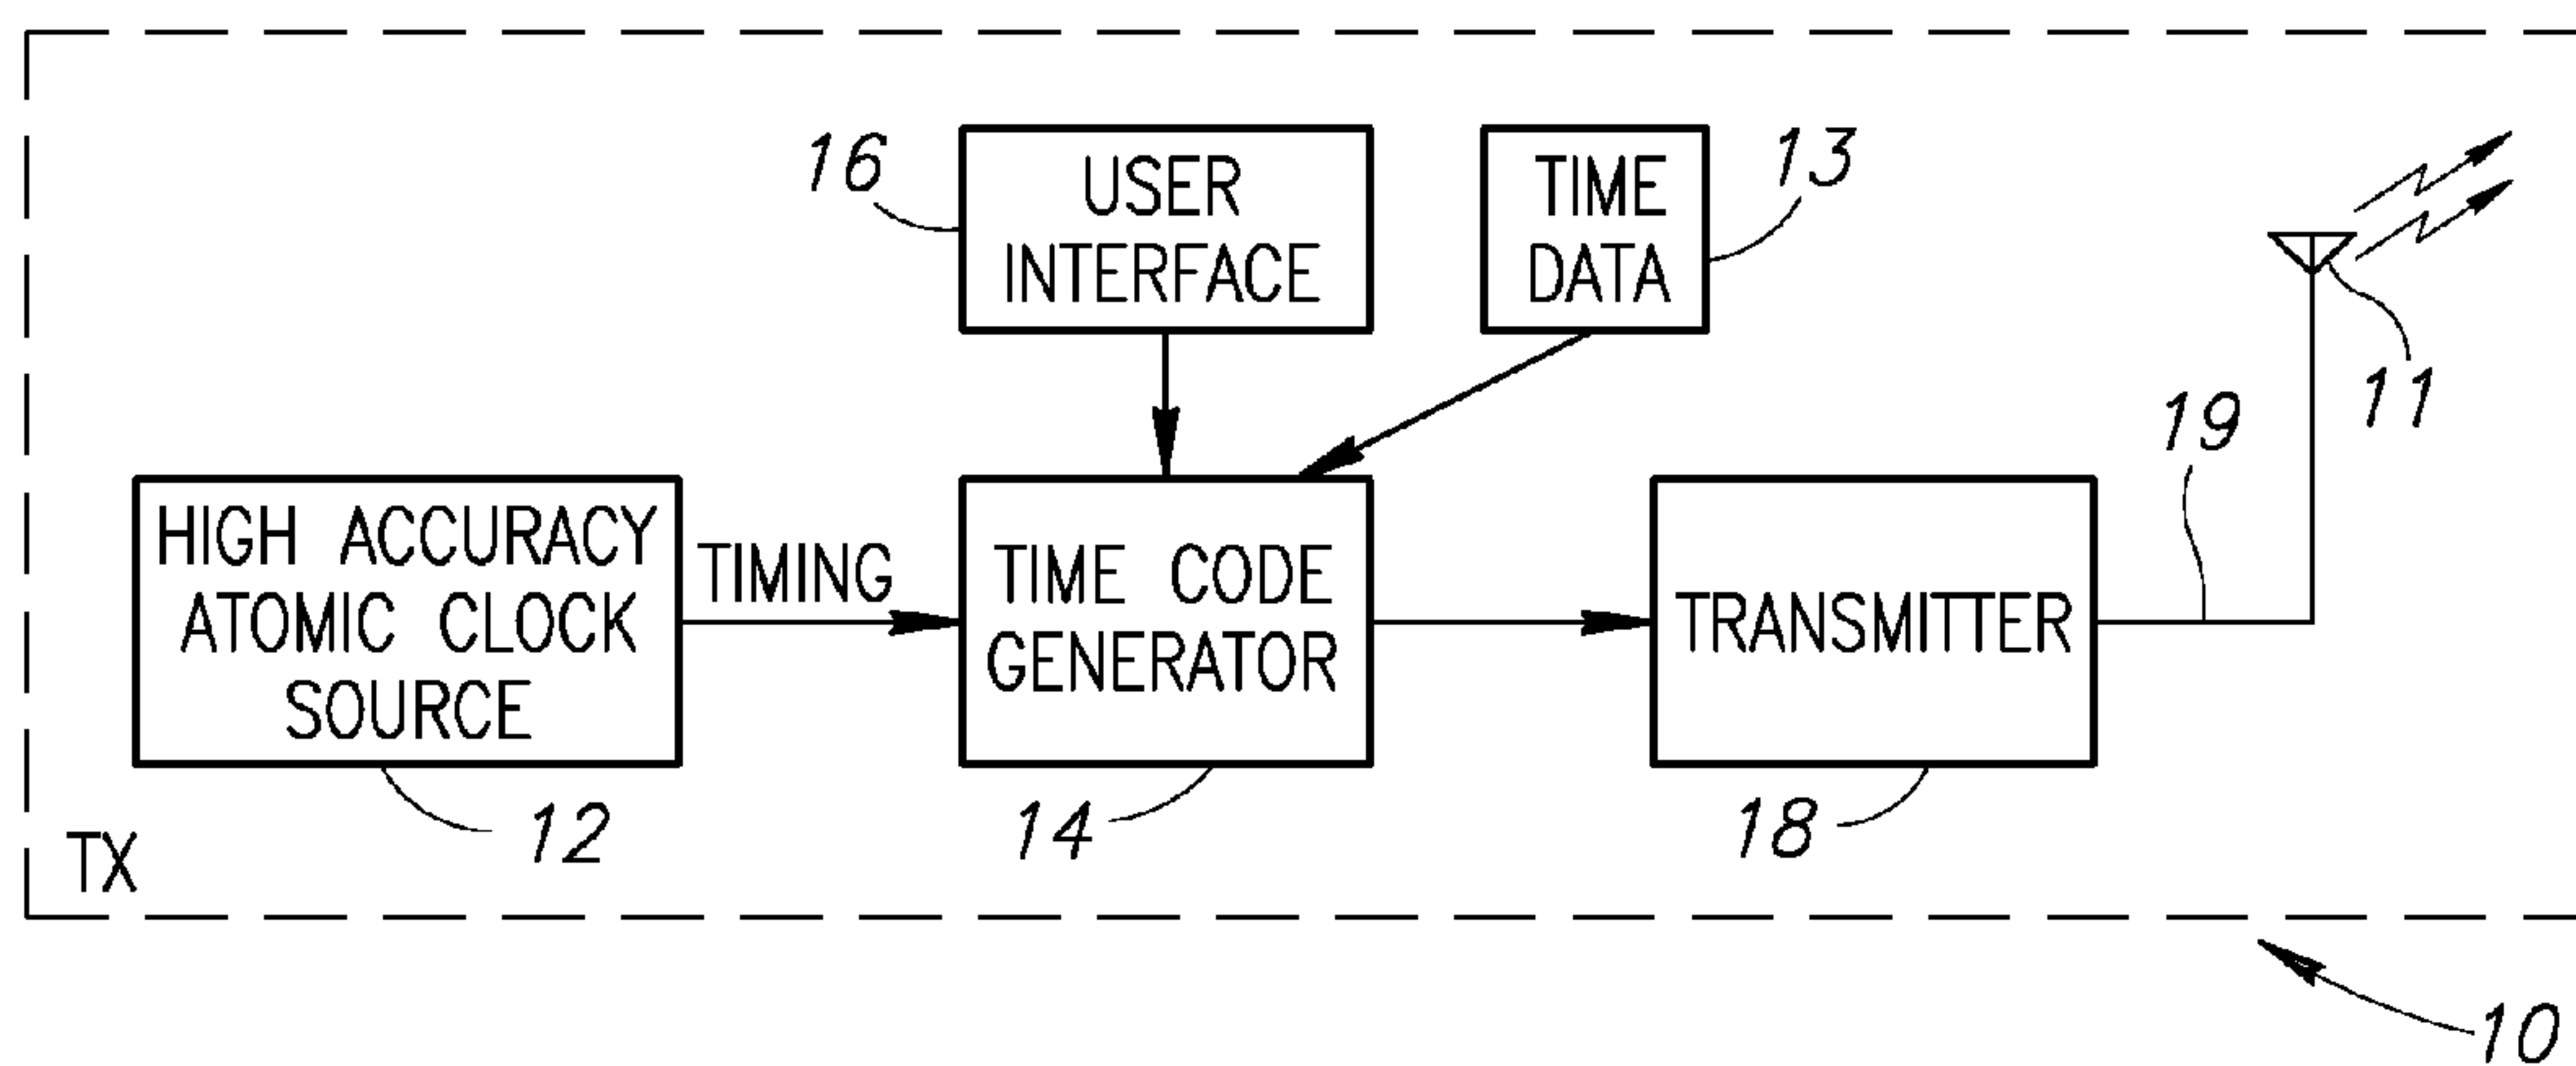 16
USER
INTERFACE
TIME
DATA
13
11
19
HIGH ACCURACY
ATOMIC CLOCK
SOURCE
TIMING
TIME CODE
GENERATOR
TRANSMITTER
12
14
18
TX
10